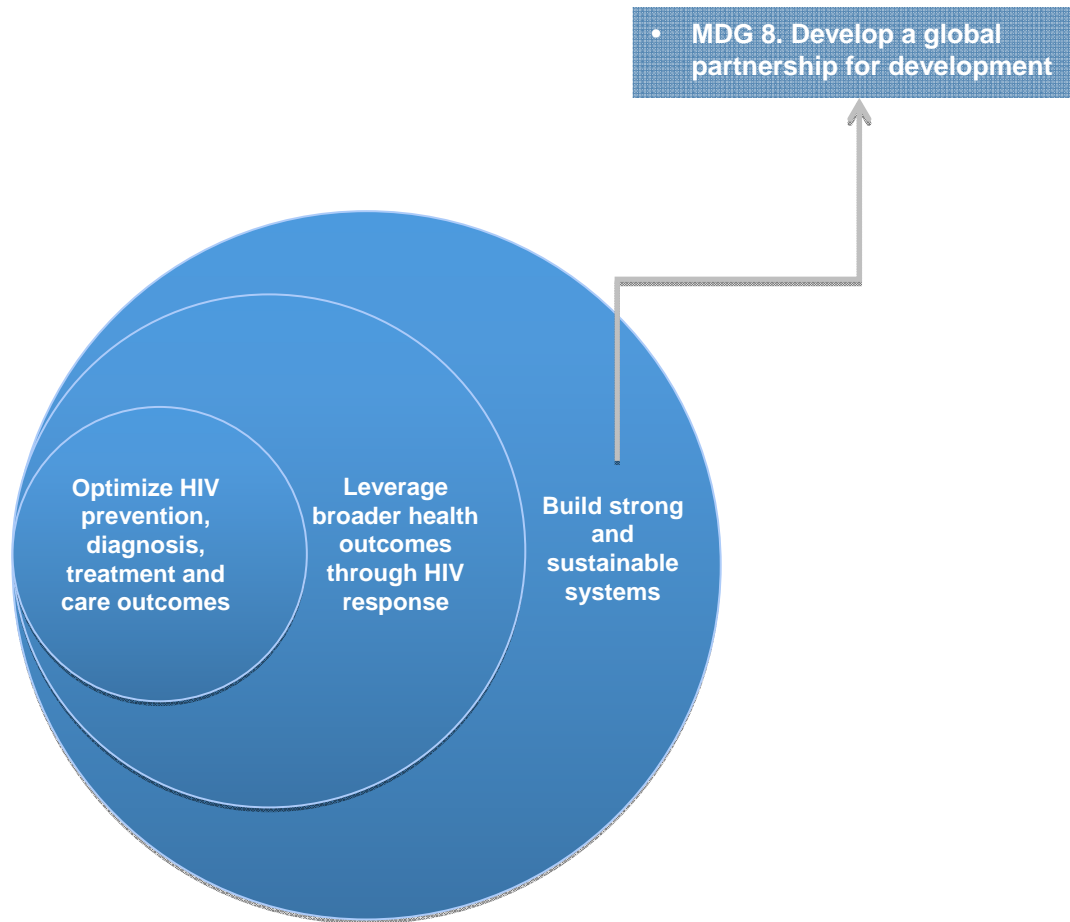 • MDG 8. Develop a global
partnership for development
Optimize HIV
prevention,
diagnosis,
treatment and
care outcomes
Leverage
broader health
outcomes
through HIV
response
Build strong
and
sustainable
systems